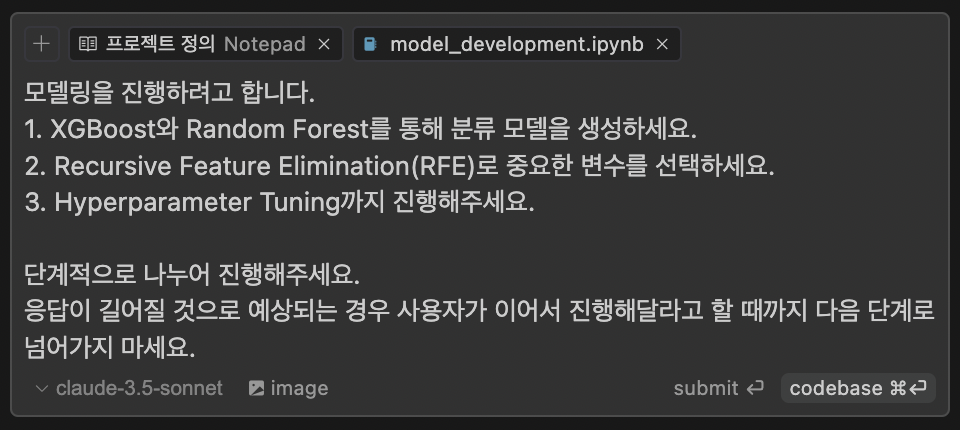 프로젝트 정의 Notepad × model_development.ipynb ×
모델링을 진행하려고 합니다.
1. XGBoost와 Random Forest를 통해 분류 모델을 생성하세요.
2. Recursive Feature Elimination(RFE)로 중요한 변수를 선택하세요.
3. Hyperparameter Tuning까지 진행해주세요.
단계적으로 나누어 진행해주세요.
응답이 길어질 것으로 예상되는 경우 사용자가 이어서 진행해달라고 할 때까지 다음 단계로
넘어가지 마세요.
claude-3.5-sonnet image submit ↵ codebase ⌘↵